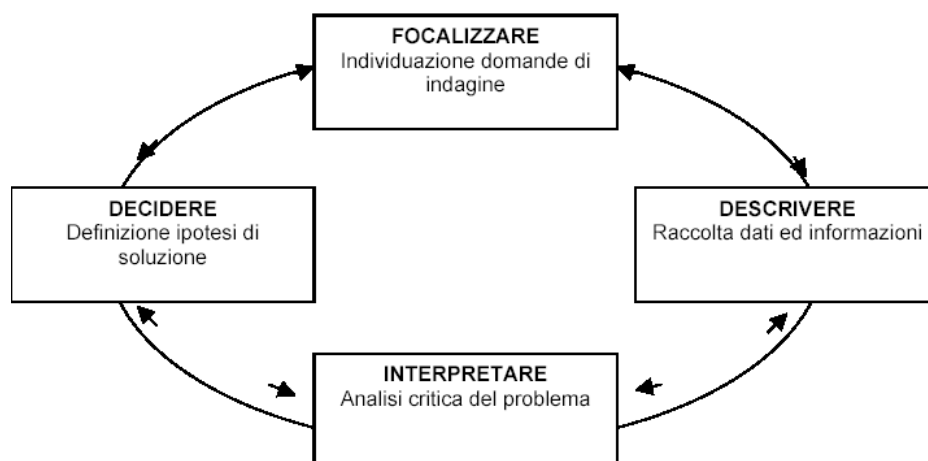 FOCALIZZARE
Individuazione domande di
indagine
DECIDERE
Definizione ipotesi di
soluzione
DESCRIVERE
Raccolta dati ed informazioni
INTERPRETARE
Analisi critica del problema